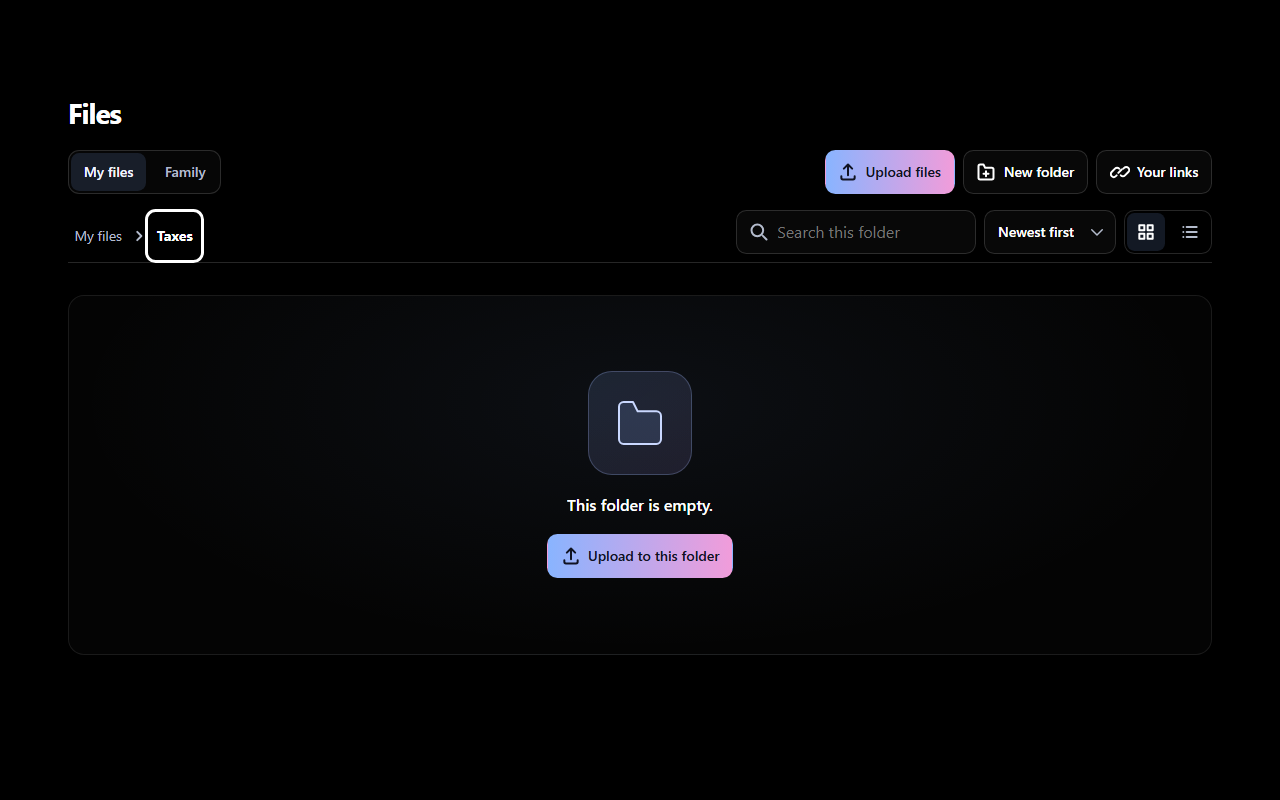 Files
My files Family
Upload files New folder Your links
My files Taxes
Search this folder Newest first
This folder is empty.
Upload to this folder